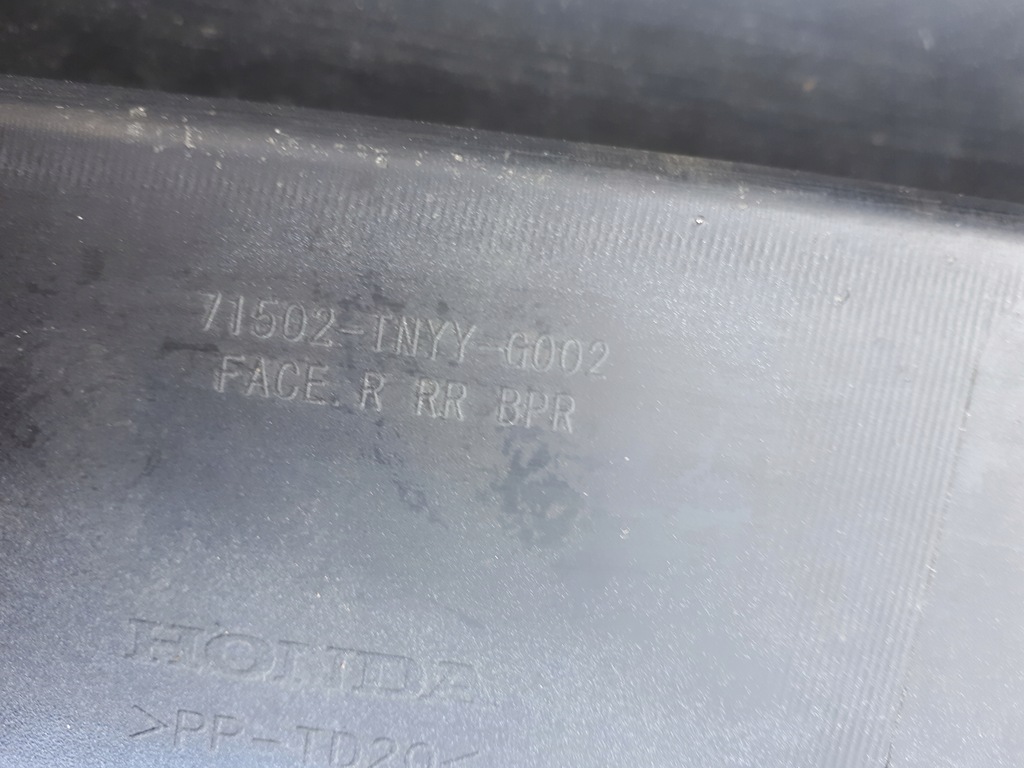 71502-TNYY-G002
FACE R RR BPR
HONDA
>PP-TD20<